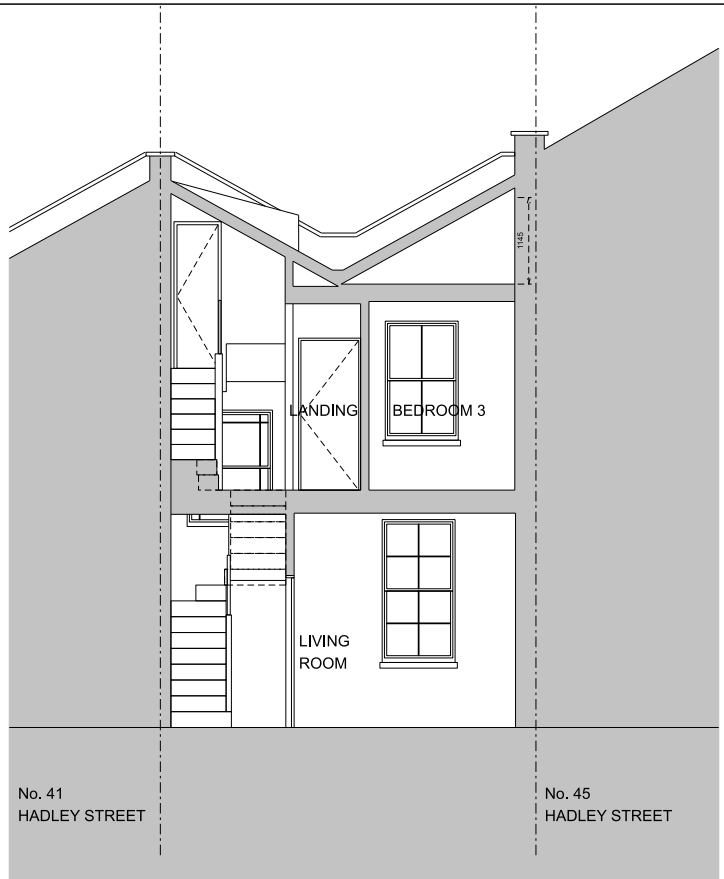 1145
LANDING
BEDROOM 3
LIVING
ROOM
No. 41
HADLEY STREET
No. 45
HADLEY STREET